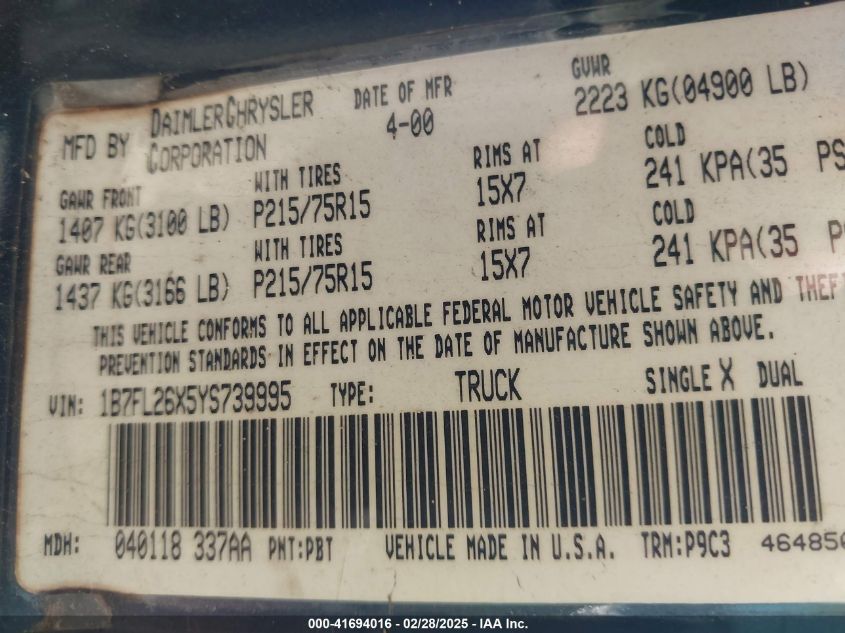 MFD BY DAIMLERCHRYSLER CORPORATION DATE OF MFR 4-00 GVWR 2223 KG(04900 LB)
GAWR FRONT WITH TIRES RIMS AT COLD
1407 KG(3100 LB) P215/75R15 15X7 241 KPA(35 PS
GAWR REAR WITH TIRES RIMS AT COLD
1437 KG(3166 LB) P215/75R15 15X7 241 KPA(35 PS
THIS VEHICLE CONFORMS TO ALL APPLICABLE FEDERAL MOTOR VEHICLE SAFETY AND THEFT
PREVENTION STANDARDS IN EFFECT ON THE DATE OF MANUFACTURE SHOWN ABOVE.
VIN: 1B7FL26X5YS739995 TYPE: TRUCK SINGLE X DUAL
MDH: 040118 337AA PNT:PBT VEHICLE MADE IN U.S.A. TRM:P9C3 464850
000-41694016 - 02/28/2025 - IAA Inc.